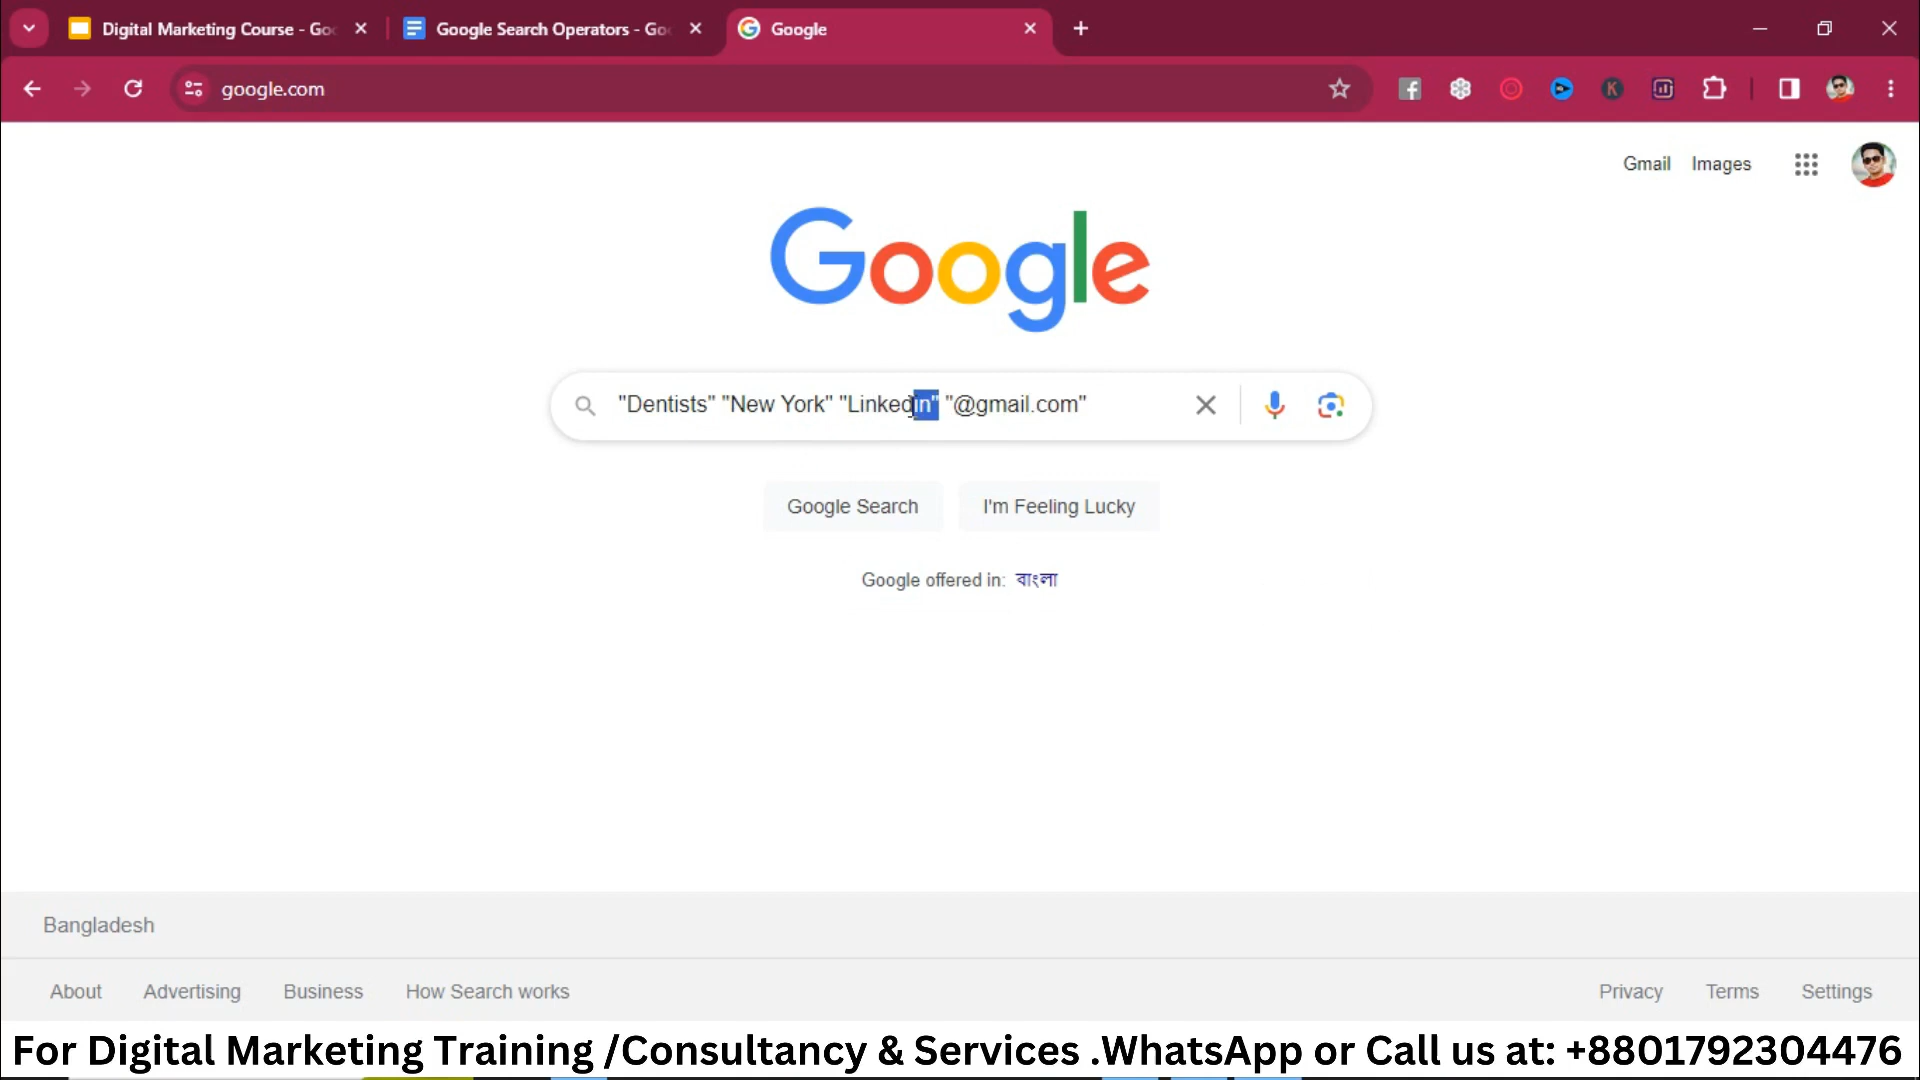 Digital Marketing Course - Goo
Google Search Operators - Goo
Google
google.com
Gmail Images
Google
"Dentists" "New York" "Linkedin" "@gmail.com"
Google Search
I'm Feeling Lucky
Google offered in: বাংলা
Bangladesh
About Advertising Business How Search works
Privacy Terms Settings
For Digital Marketing Training /Consultancy & Services .WhatsApp or Call us at: +8801792304476